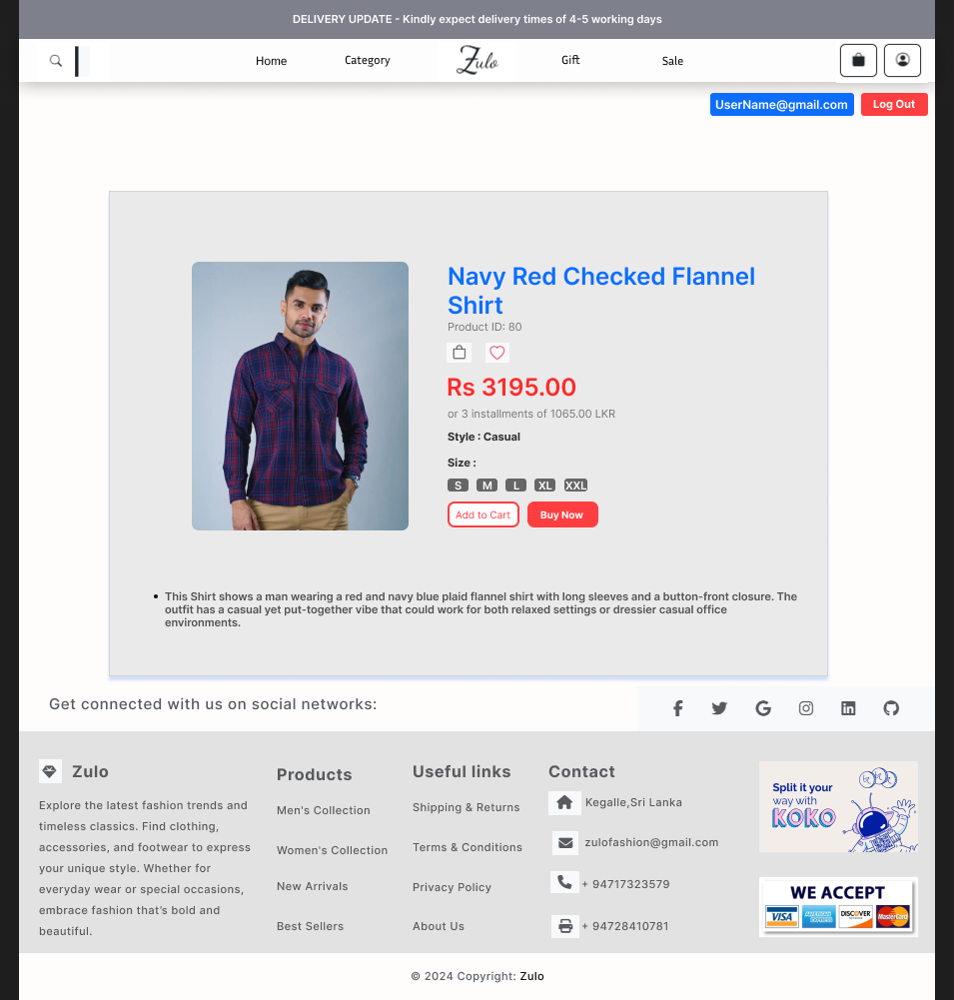 DELIVERY UPDATE - Kindly expect delivery times of 4-5 working days
Home
Category
Zulo
Gift
Sale
UserName@gmail.com
Log Out
Navy Red Checked Flannel
Shirt
Product ID: 80
Rs 3195.00
or 3 installments of 1065.00 LKR
Style : Casual
Size :
S M L XL XXL
Add to Cart
Buy Now
This Shirt shows a man wearing a red and navy blue plaid flannel shirt with long sleeves and a button-front closure. The
outfit has a casual yet put-together vibe that could work for both relaxed settings or dressier casual office
environments.
Get connected with us on social networks:
Zulo
Explore the latest fashion trends and
timeless classics. Find clothing,
accessories, and footwear to express
your unique style. Whether for
everyday wear or special occasions,
embrace fashion that's bold and
beautiful.
Products
Men's Collection
Women's Collection
New Arrivals
Best Sellers
Useful links
Shipping & Returns
Terms & Conditions
Privacy Policy
About Us
Contact
Kegalle,Sri Lanka
zulofashion@gmail.com
+ 94717323579
+ 94728410781
Split it your
way with
KOKO
WE ACCEPT
VISA
AMERICAN EXPRESS
DISCOVER
MasterCard
© 2024 Copyright: Zulo